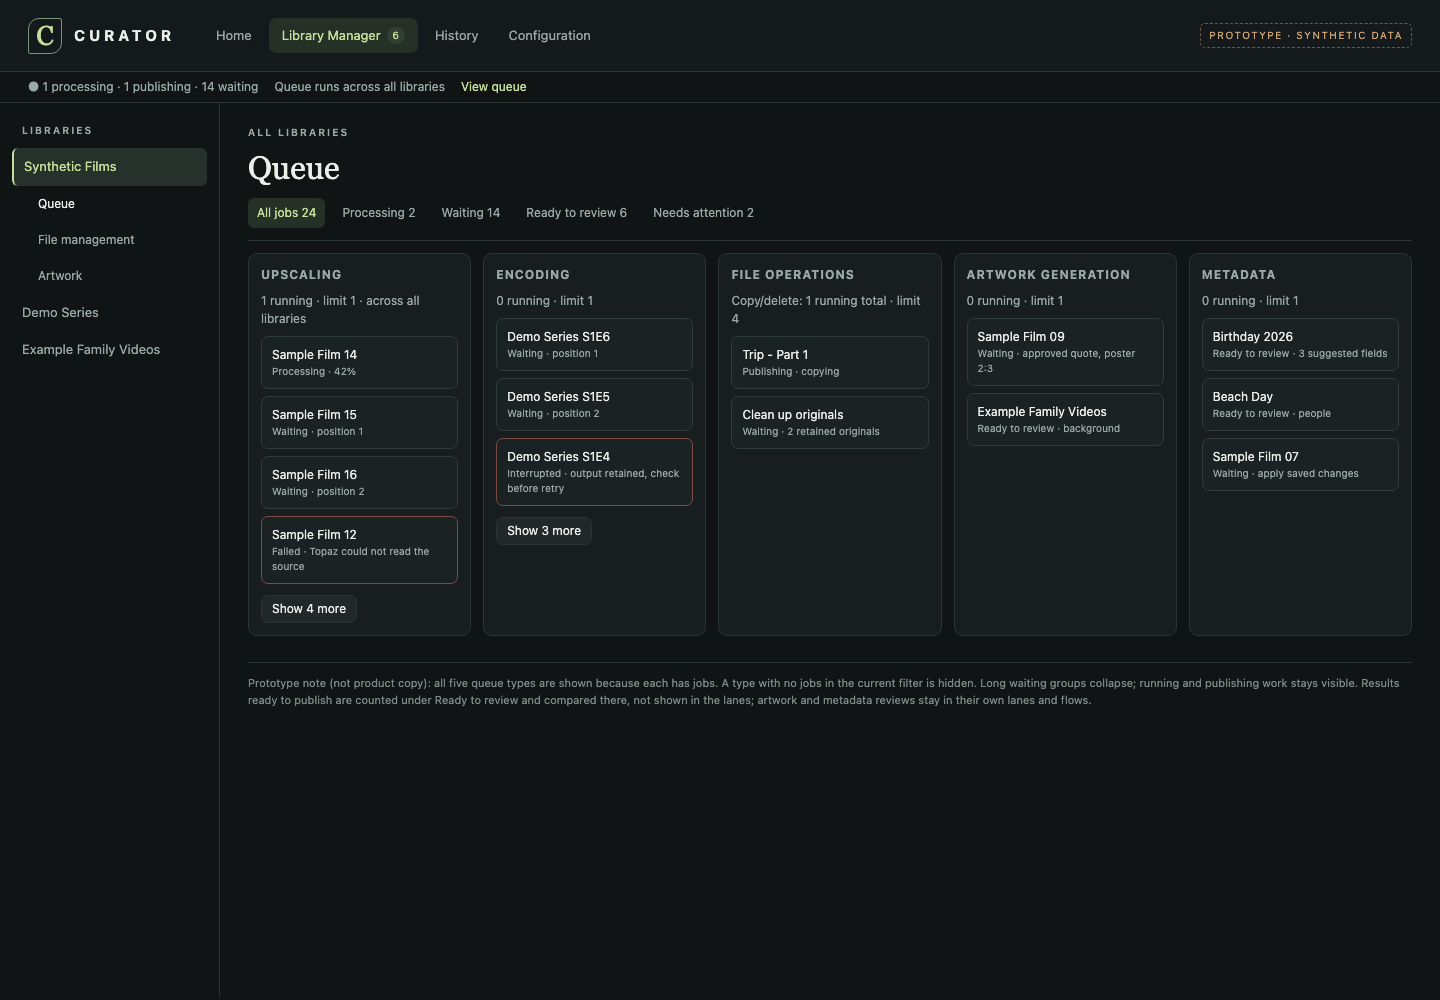 C CURATOR
Home
Library Manager 6
History
Configuration
PROTOTYPE · SYNTHETIC DATA
1 processing · 1 publishing · 14 waiting
Queue runs across all libraries
View queue
LIBRARIES
Synthetic Films
Queue
File management
Artwork
Demo Series
Example Family Videos
ALL LIBRARIES
Queue
All jobs 24
Processing 2
Waiting 14
Ready to review 6
Needs attention 2
UPSCALING
1 running · limit 1 · across all
libraries
Sample Film 14
Processing · 42%
Sample Film 15
Waiting · position 1
Sample Film 16
Waiting · position 2
Sample Film 12
Failed · Topaz could not read the
source
Show 4 more
ENCODING
0 running · limit 1
Demo Series S1E6
Waiting · position 1
Demo Series S1E5
Waiting · position 2
Demo Series S1E4
Interrupted · output retained, check
before retry
Show 3 more
FILE OPERATIONS
Copy/delete: 1 running total · limit
4
Trip - Part 1
Publishing · copying
Clean up originals
Waiting · 2 retained originals
ARTWORK GENERATION
0 running · limit 1
Sample Film 09
Waiting · approved quote, poster
2:3
Example Family Videos
Ready to review · background
METADATA
0 running · limit 1
Birthday 2026
Ready to review · 3 suggested fields
Beach Day
Ready to review · people
Sample Film 07
Waiting · apply saved changes
Prototype note (not product copy): all five queue types are shown because each has jobs. A type with no jobs in the current filter is hidden. Long waiting groups collapse; running and publishing work stays visible. Results
ready to publish are counted under Ready to review and compared there, not shown in the lanes; artwork and metadata reviews stay in their own lanes and flows.